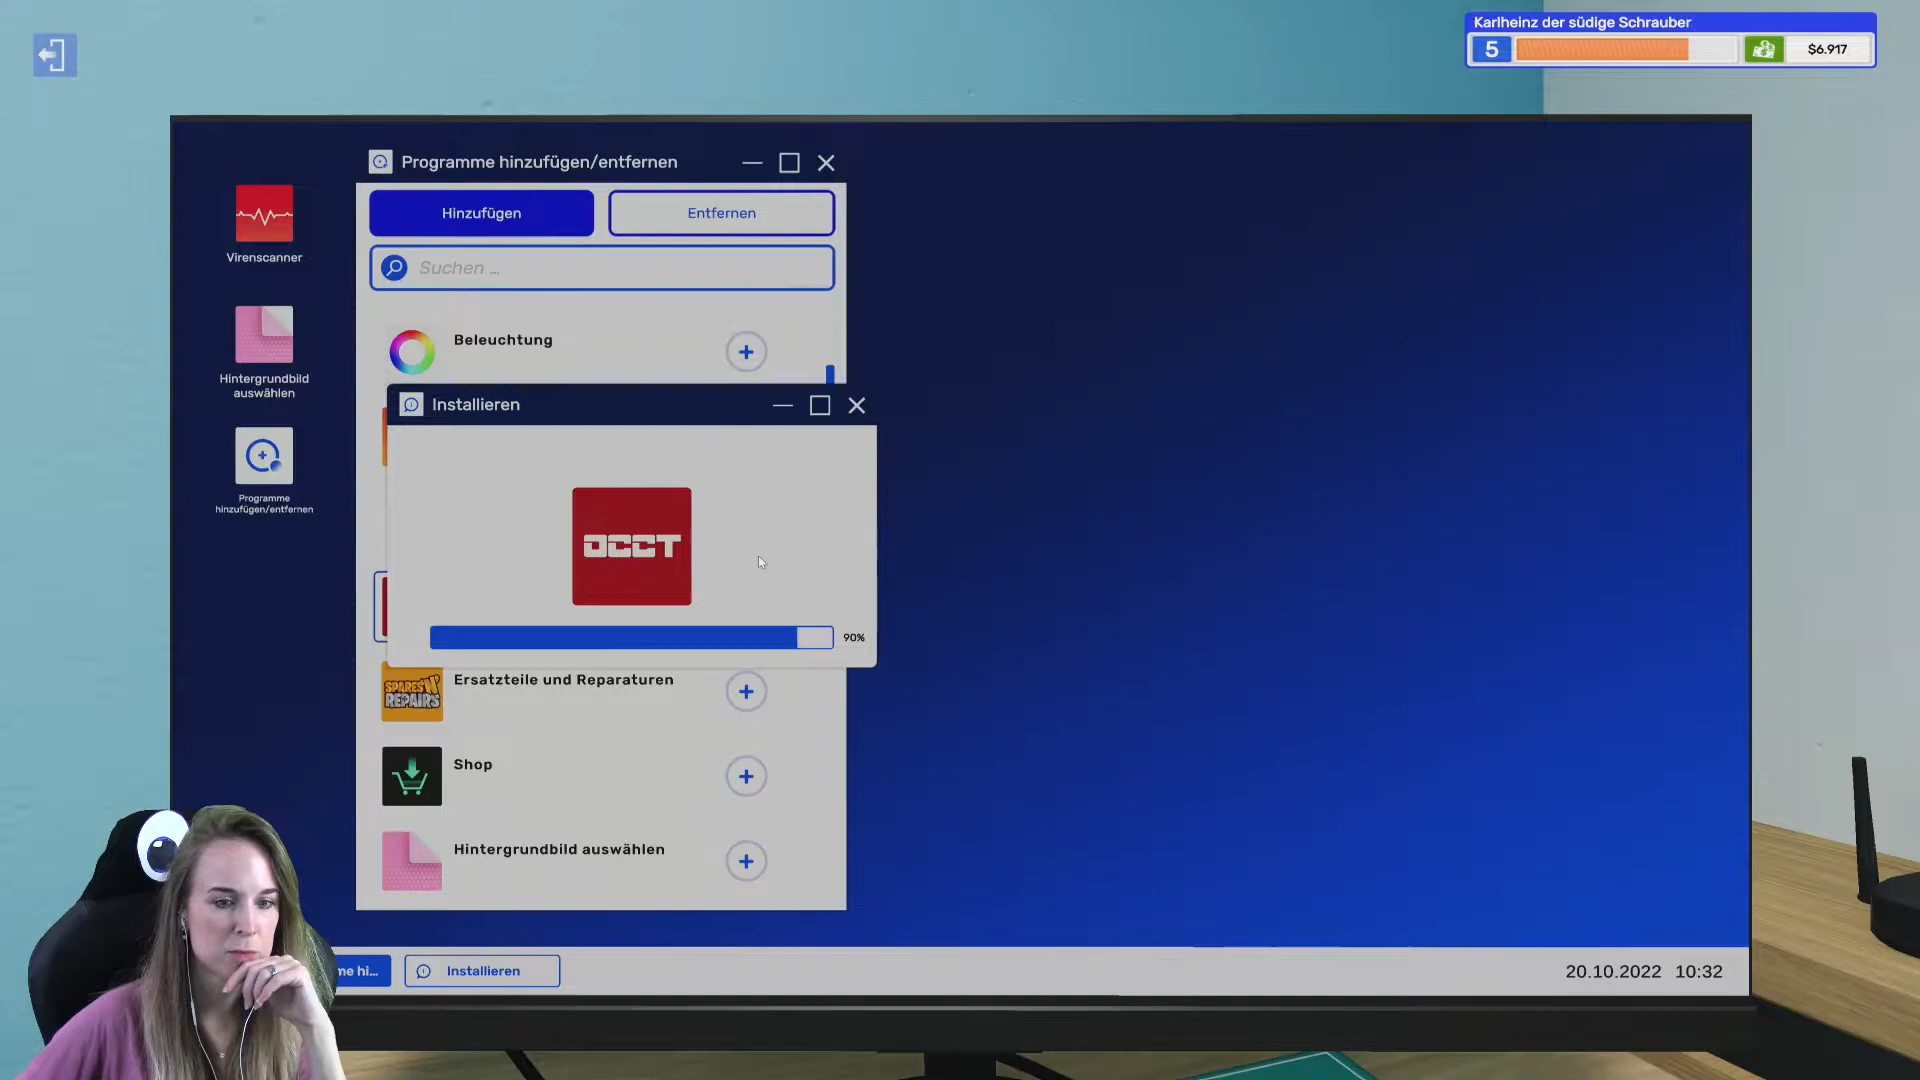 Karlheinz der südige Schrauber
5
$6.917
Programme hinzufügen/entfernen
Hinzufügen
Entfernen
Suchen ...
Virenscanner
Hintergrundbild
auswählen
Programme
hinzufügen/entfernen
Beleuchtung
Installieren
OCCT
90%
SPARES 'N'
REPAIRS
Ersatzteile und Reparaturen
Shop
Hintergrundbild auswählen
me hi...
Installieren
20.10.2022 10:32